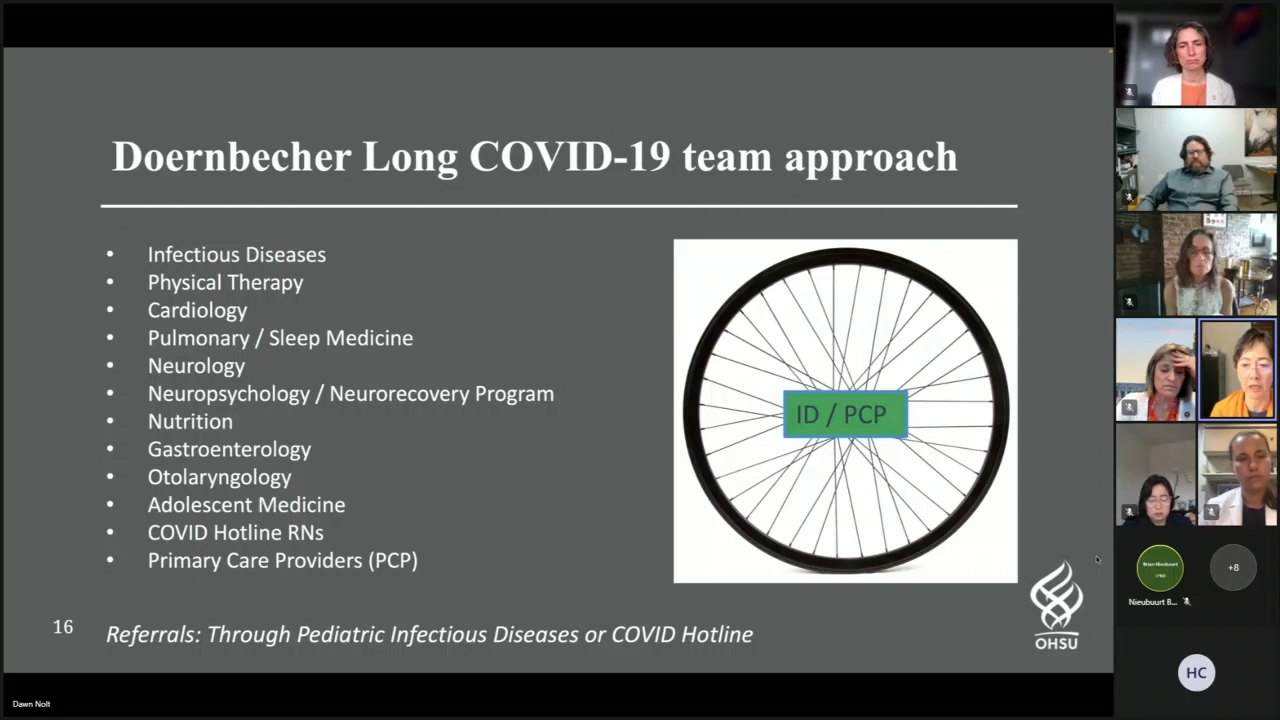 Doernbecher Long COVID-19 team approach
• Infectious Diseases
• Physical Therapy
• Cardiology
• Pulmonary / Sleep Medicine
• Neurology
• Neuropsychology / Neurorecovery Program
• Nutrition
• Gastroenterology
• Otolaryngology
• Adolescent Medicine
• COVID Hotline RNs
• Primary Care Providers (PCP)
ID / PCP
16
Referrals: Through Pediatric Infectious Diseases or COVID Hotline
OHSU
Dawn Nolt
Brian Nieubuurt
+8
Nieubuurt B...
HC